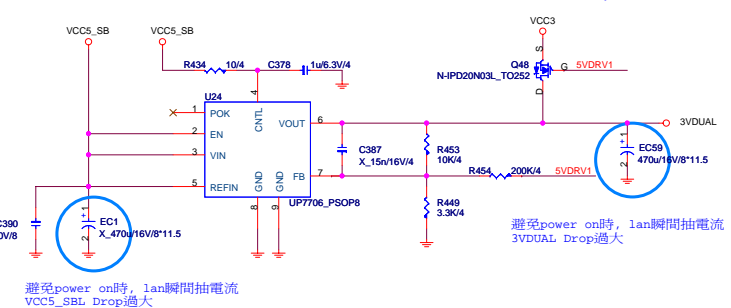 VCC3
VCC5_SB
VCC5_SB
S
Q48
N-IPD20N03L_TO252
G
5VDRV1
D
R434
10/4
C378
1u/6.3V/4
U24
4
1
POK
CNTL
VOUT
6
3VDUAL
2
EN
3
VIN
C387
X_15n/16V/4
R453
10K/4
1
+
EC59
470u/16V/8*11.5
2
5
REFIN
GND
GND
FB
7
R454
200K/4
5VDRV1
UP7706_PSOP8
8
9
R449
3.3K/4
C390
0V/8
1
+
EC1
X_470u/16V/8*11.5
2
避免power on時, lan瞬間抽電流
3VDUAL Drop過大
避免power on時, lan瞬間抽電流
VCC5_SBL Drop過大